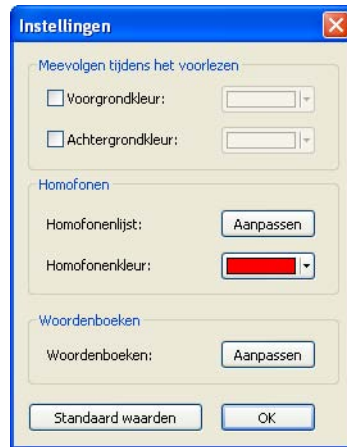 Instellingen
Meevolgen tijdens het voorlezen
Voorgrondkleur:
Achtergrondkleur:
Homofonen
Homofonenlijst: Aanpassen
Homofonenkleur:
Woordenboeken
Woordenboeken: Aanpassen
Standaard waarden OK